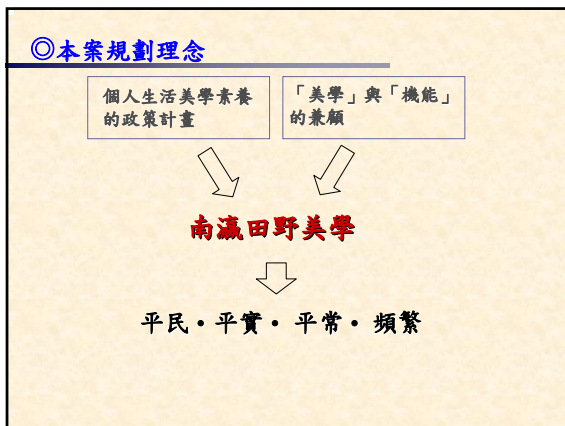 ◎本案規劃理念
個人生活美學素養
的政策計畫
「美學」與「機能」
的兼顧
南瀛田野美學
平民・平實・ 平常・ 頻繁